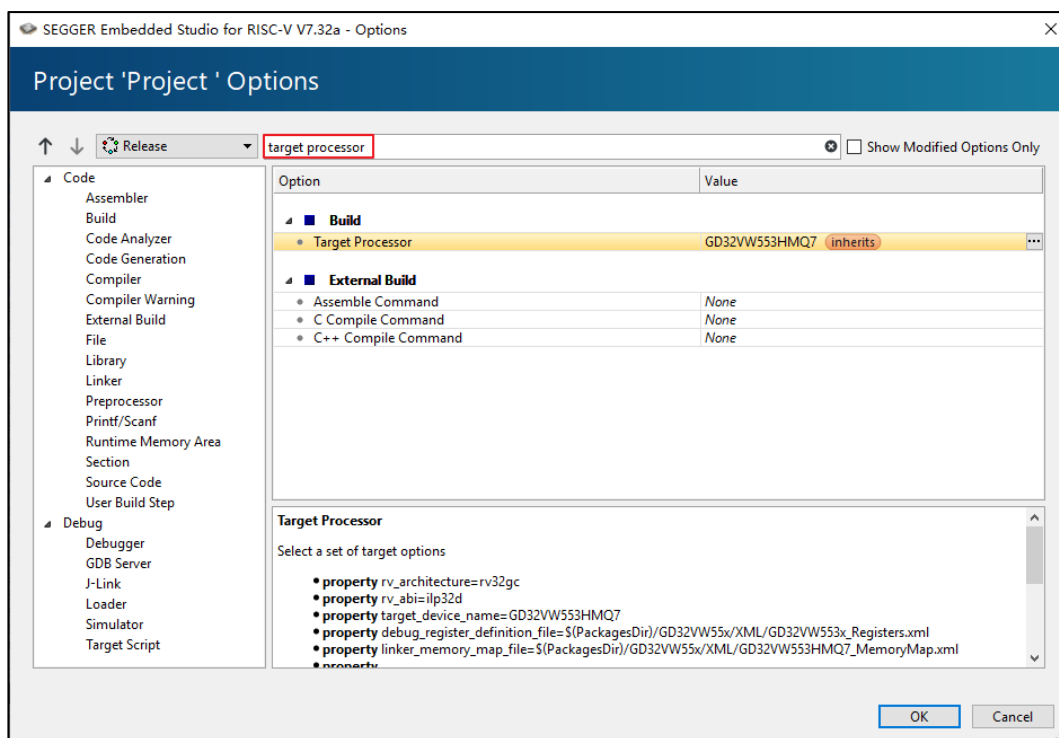 SEGGER Embedded Studio for RISC-V V7.32a - Options
Project 'Project ' Options
Release
target processor
Show Modified Options Only
Code
Assembler
Build
Code Analyzer
Code Generation
Compiler
Compiler Warning
External Build
File
Library
Linker
Preprocessor
Printf/Scanf
Runtime Memory Area
Section
Source Code
User Build Step
Debug
Debugger
GDB Server
J-Link
Loader
Simulator
Target Script
Option Value
Build
Target Processor GD32VW553HMQ7 inherits ...
External Build
Assemble Command None
C Compile Command None
C++ Compile Command None
Target Processor
Select a set of target options
• property rv_architecture=rv32gc
• property rv_abi=ilp32d
• property target_device_name=GD32VW553HMQ7
• property debug_register_definition_file=$(PackagesDir)/GD32VW55x/XML/GD32VW553x_Registers.xml
• property linker_memory_map_file=$(PackagesDir)/GD32VW55x/XML/GD32VW553HMQ7_MemoryMap.xml
• property
OK Cancel